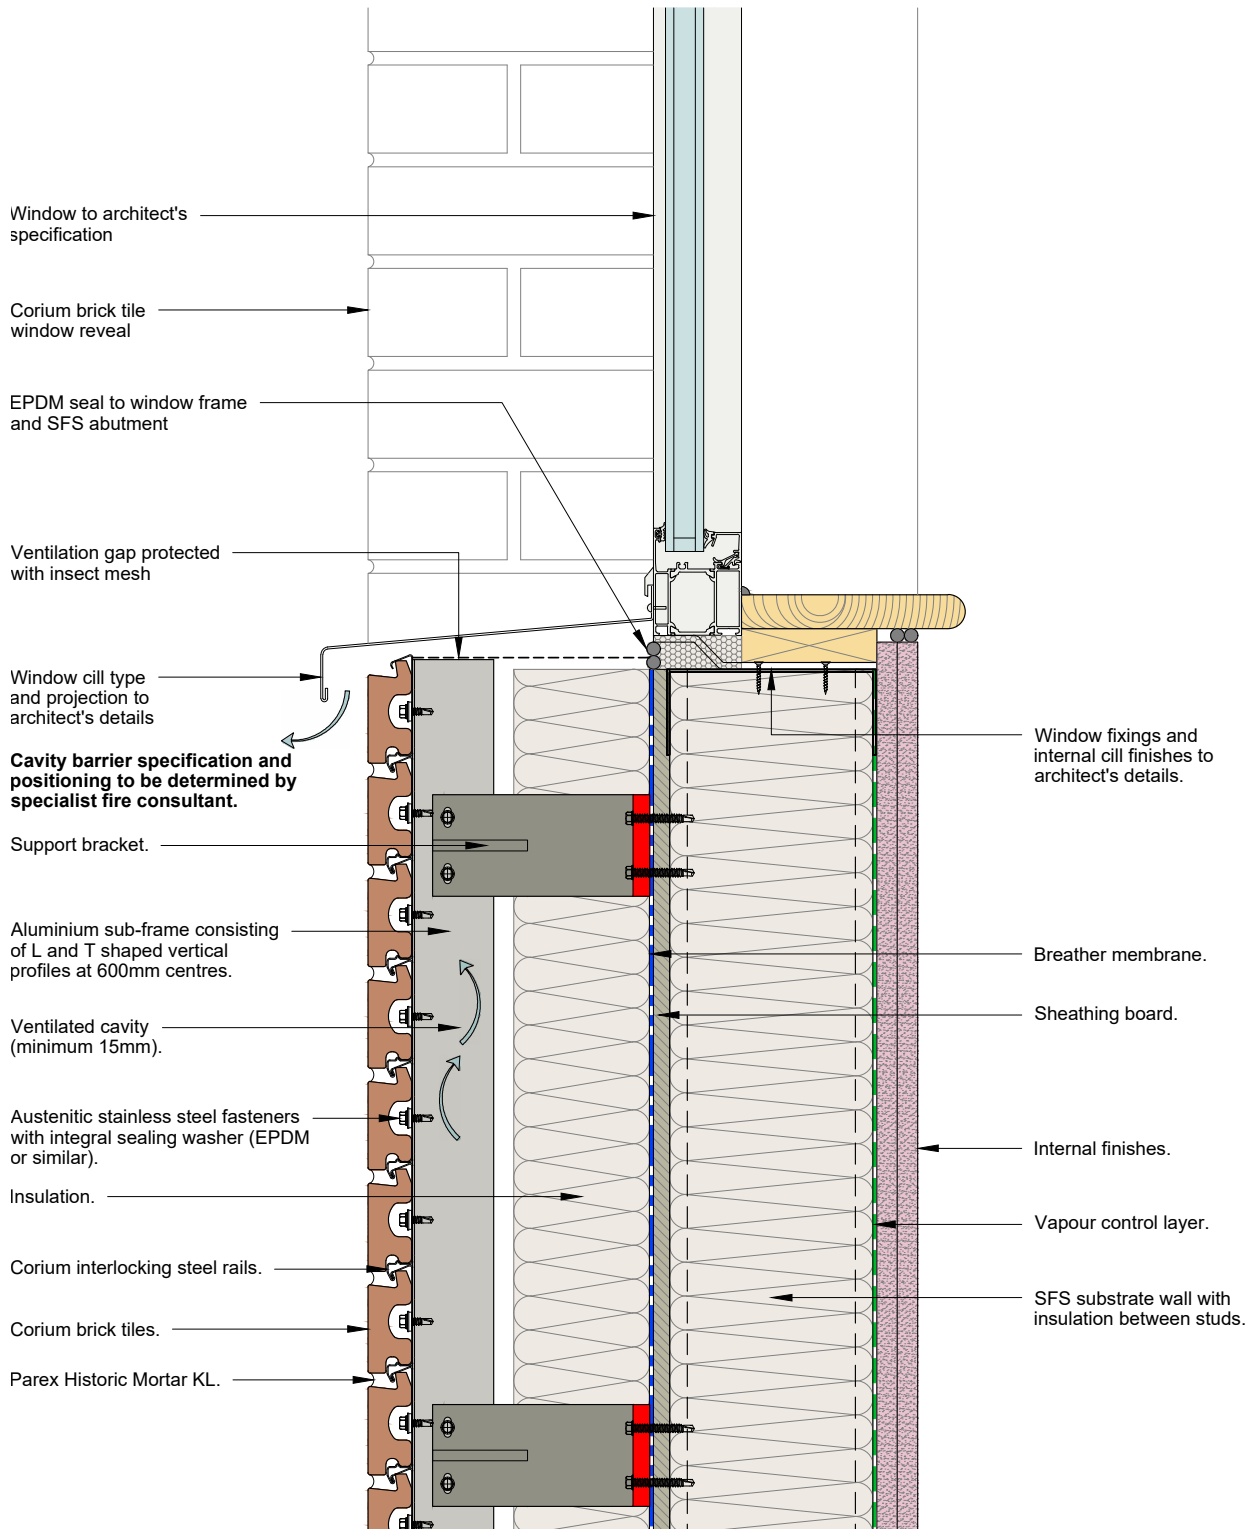 Window to architect's
specification
Corium brick tile
window reveal
EPDM seal to window frame
and SFS abutment
Ventilation gap protected
with insect mesh
Window cill type
and projection to
architect's details
Cavity barrier specification and
positioning to be determined by
specialist fire consultant.
Support bracket.
Aluminium sub-frame consisting
of L and T shaped vertical
profiles at 600mm centres.
Ventilated cavity
(minimum 15mm).
Austenitic stainless steel fasteners
with integral sealing washer (EPDM
or similar).
Insulation.
Corium interlocking steel rails.
Corium brick tiles.
Parex Historic Mortar KL.
Window fixings and
internal cill finishes to
architect's details.
Breather membrane.
Sheathing board.
Internal finishes.
Vapour control layer.
SFS substrate wall with
insulation between studs.